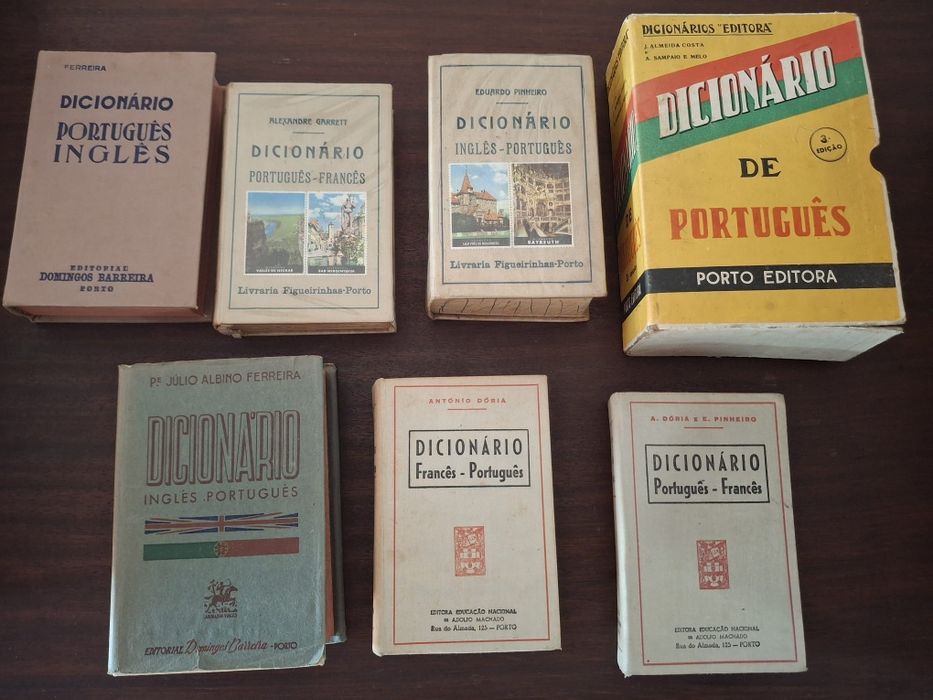 FERREIRA
DICIONÁRIO
PORTUGUÊS
INGLÊS
EDITORIAL
DOMINGOS BARREIRA
PORTO
ALEXANDRE GARRETT
DICIONÁRIO
PORTUGUÊS-FRANCÊS
Livraria Figueirinhas-Porto
EDUARDO PINHEIRO
DICIONÁRIO
INGLÊS-PORTUGUÊS
BAYREUTH
Livraria Figueirinhas-Porto
DICIONÁRIOS "EDITORA"
J. ALMEIDA COSTA
E
A. SAMPAIO E MELO
DICIONÁRIO
3.ª
EDIÇÃO
DE
PORTUGUÊS
PORTO EDITORA
P.E JÚLIO ALBINO FERREIRA
DICIONÁRIO
INGLÊS-PORTUGUÊS
EDITORIAL Domingos Barreira - PORTO
ANTÓNIO DÓRIA
DICIONÁRIO
Francês - Português
EDITORA EDUCAÇÃO NACIONAL
DE ADOLFO MACHADO
Rua do Almada, 125 — PORTO
A. DÓRIA E E. PINHEIRO
DICIONÁRIO
Português - Francês
EDITORA EDUCAÇÃO NACIONAL
DE ADOLFO MACHADO
Rua do Almada, 125 — PORTO